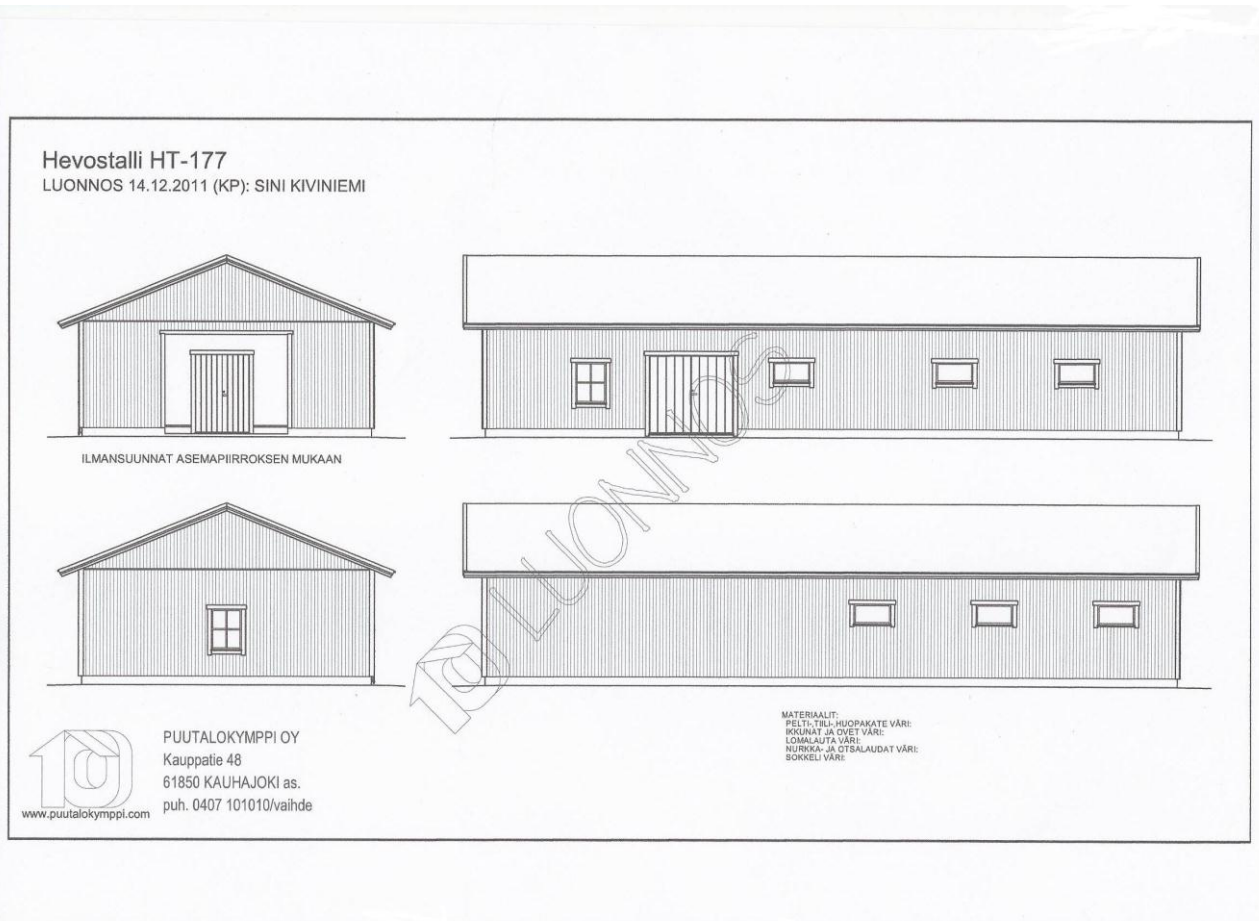 Hevostalli HT-177
LUONNOS 14.12.2011 (KP): SINI KIVINIEMI
ILMANSUUNNAT ASEMAPIIRROKSEN MUKAAN
LUONNOS
MATERIAALIT:
PELTI-,TIILI-,HUOPAKATE VÄRI:
IKKUNAT JA OVET VÄRI:
LOMALAUTA VÄRI:
NURKKA- JA OTSALAUDAT VÄRI:
SOKKELI VÄRI:
PUUTALOKYMPPI OY
Kauppatie 48
61850 KAUHAJOKI as.
puh. 0407 101010/vaihde
www.puutalokymppi.com